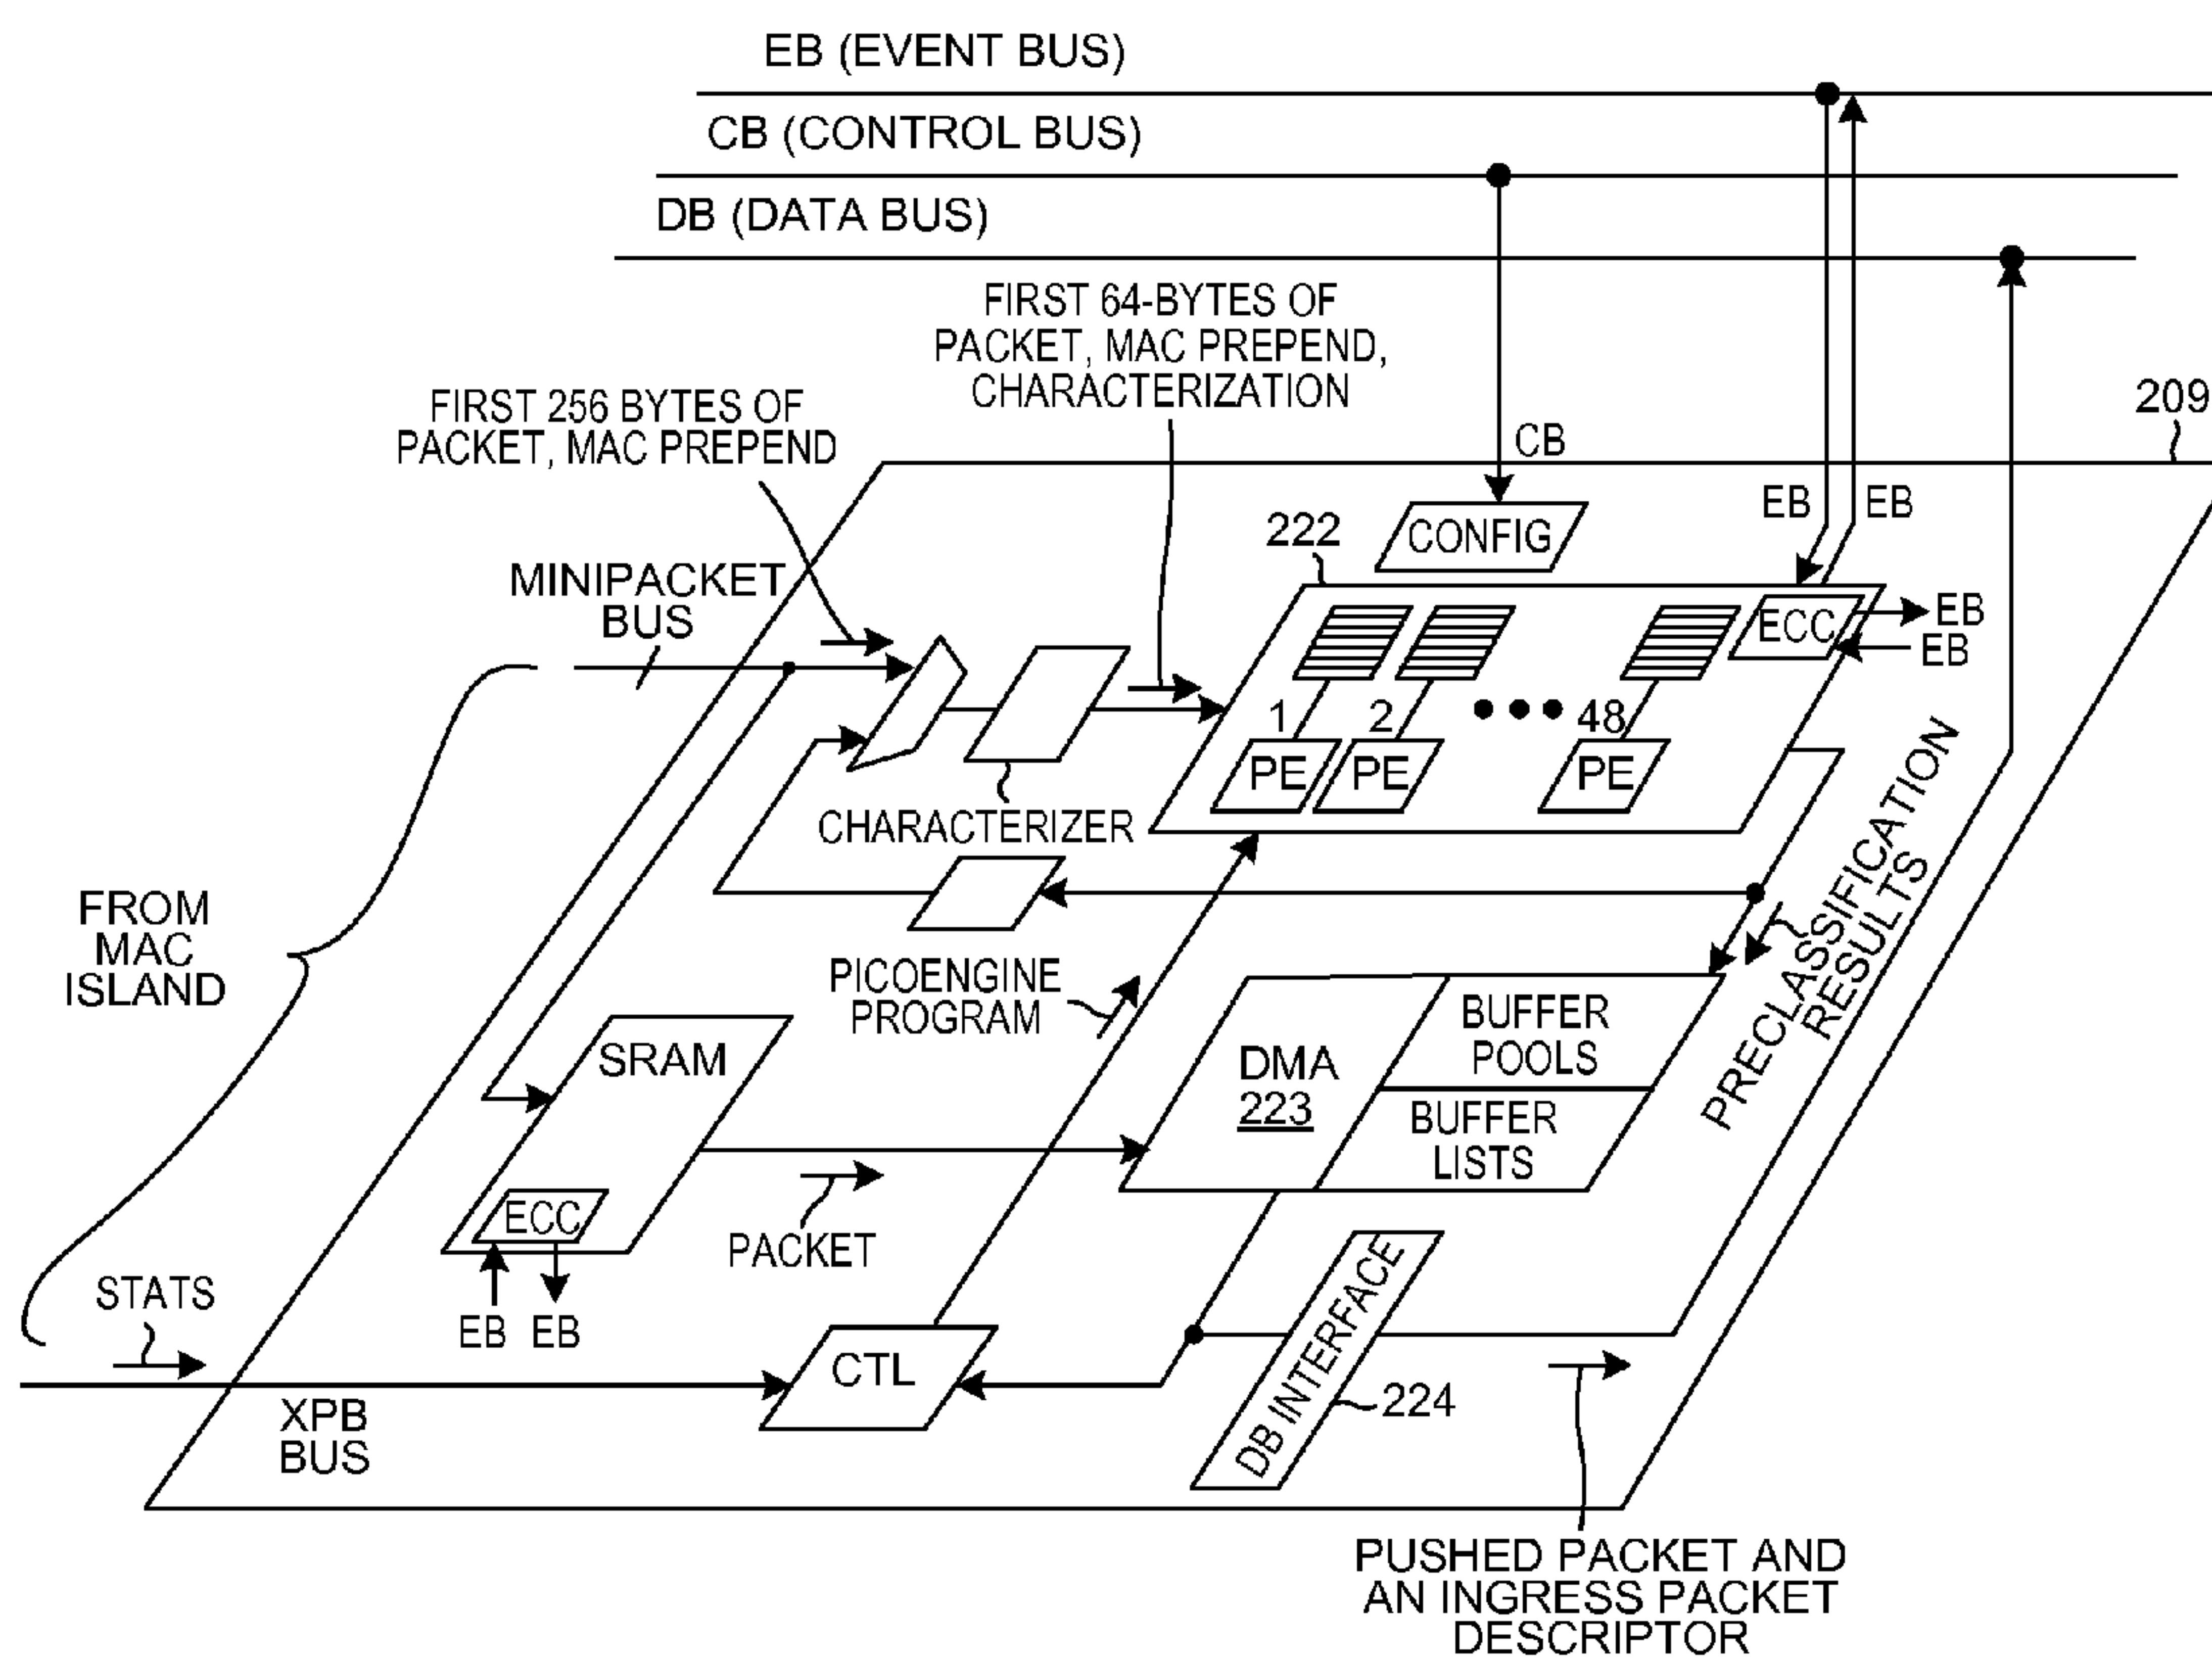 EB (EVENT BUS)
CB (CONTROL BUS)
DB (DATA BUS)
FIRST 64-BYTES OF
PACKET, MAC PREPEND,
CHARACTERIZATION
FIRST 256 BYTES OF
PACKET, MAC PREPEND
209
CB
EB
EB
CONFIG
222
MINIPACKET
BUS
ECC
EB
EB
1
2
48
PE
PE
PE
CHARACTERIZER
PRECLASSIFICATION
RESULTS
FROM
MAC
ISLAND
PICOENGINE
PROGRAM
SRAM
DMA
223
BUFFER
POOLS
BUFFER
LISTS
ECC
PACKET
EB
EB
STATS
CTL
DB INTERFACE
224
XPB
BUS
PUSHED PACKET AND
AN INGRESS PACKET
DESCRIPTOR